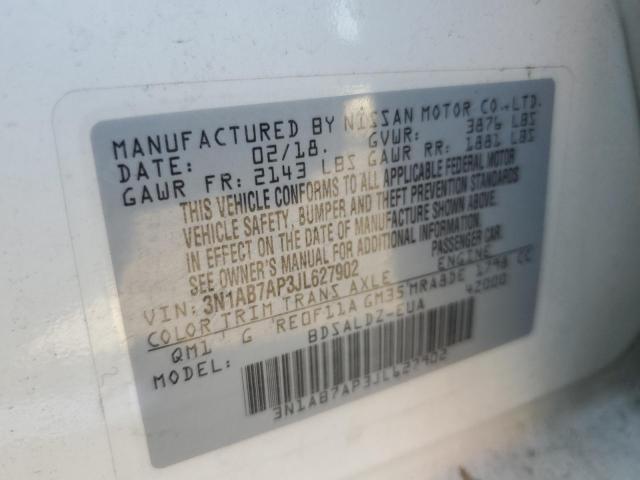 MANUFACTURED BY NISSAN MOTOR CO.,LTD.
DATE: 02/18. GVWR: 3876 LBS
GAWR FR: 2143 LBS GAWR RR: 1881 LBS
THIS VEHICLE CONFORMS TO ALL APPLICABLE FEDERAL MOTOR
VEHICLE SAFETY, BUMPER AND THEFT PREVENTION STANDARDS
IN EFFECT ON THE DATE OF MANUFACTURE SHOWN ABOVE.
SEE OWNER'S MANUAL FOR ADDITIONAL INFORMATION
VIN: 3N1AB7AP3JL627902 PASSENGER CAR
COLOR TRIM TRANS AXLE ENGINE
QM1 G RE0F11A GM35 MRA8DE 1798 CC
MODEL: BDSALDZ-EUA 42000
3N1AB7AP3JL627902